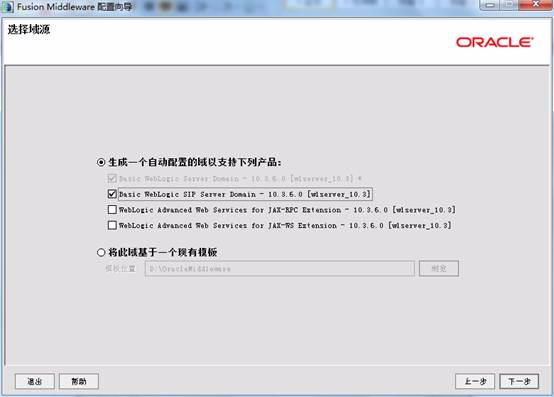 Fusion Middleware 配置向导
选择域源
ORACLE
生成一个自动配置的域以支持下列产品:
Basic WebLogic Server Domain - 10.3.6.0 [wlserver_10.3] *
Basic WebLogic SIP Server Domain - 10.3.6.0 [wlserver_10.3]
WebLogic Advanced Web Services for JAX-RPC Extension - 10.3.6.0 [wlserver_10.3]
WebLogic Advanced Web Services for JAX-WS Extension - 10.3.6.0 [wlserver_10.3]
将此域基于一个现有模板
模板位置: D:\OracleMiddleware 浏览
退出 帮助 上一步 下一步